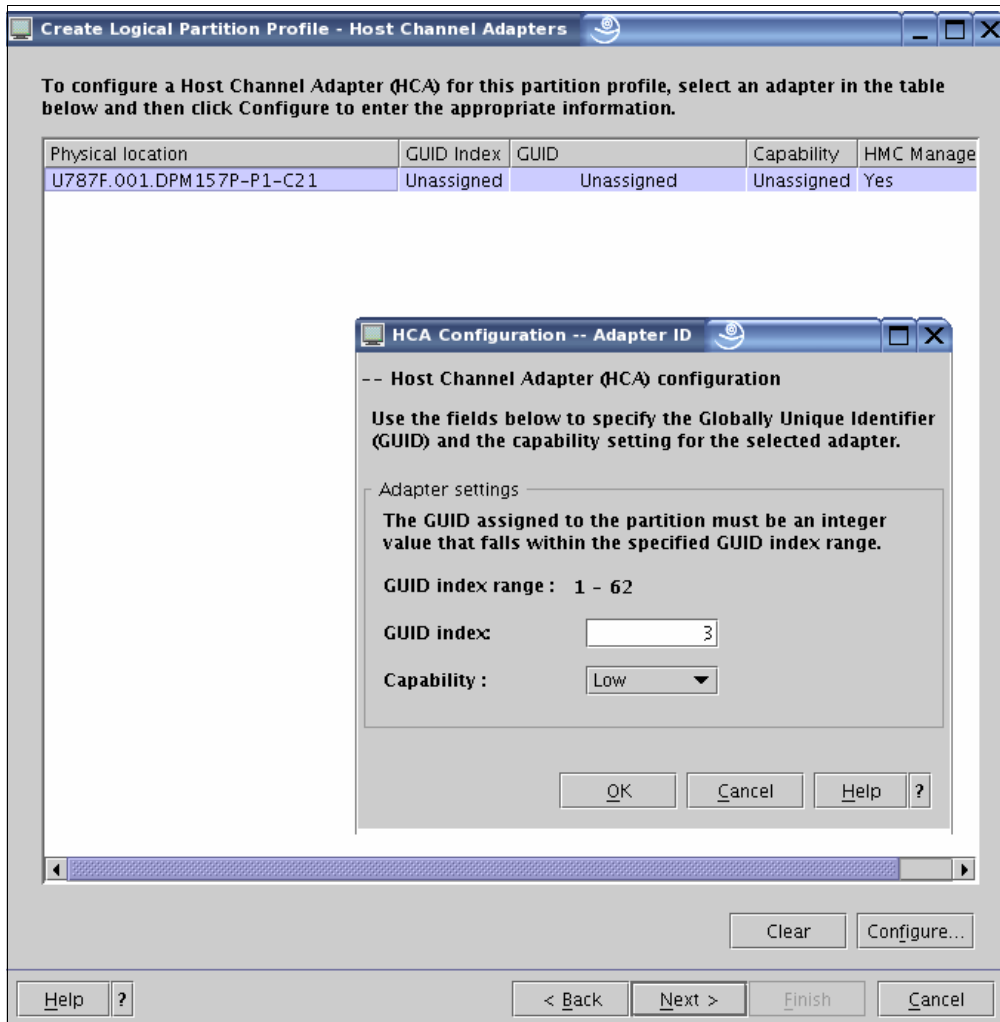 Create Logical Partition Profile - Host Channel Adapters
To configure a Host Channel Adapter (HCA) for this partition profile, select an adapter in the table
below and then click Configure to enter the appropriate information.
Physical location GUID Index GUID Capability HMC Manage
U787F.001.DPM157P-P1-C21 Unassigned Unassigned Unassigned Yes
HCA Configuration -- Adapter ID
-- Host Channel Adapter (HCA) configuration
Use the fields below to specify the Globally Unique Identifier
(GUID) and the capability setting for the selected adapter.
Adapter settings
The GUID assigned to the partition must be an integer
value that falls within the specified GUID index range.
GUID index range : 1 - 62
GUID index: 3
Capability : Low
OK Cancel Help ?
Clear Configure...
Help ? < Back Next > Finish Cancel